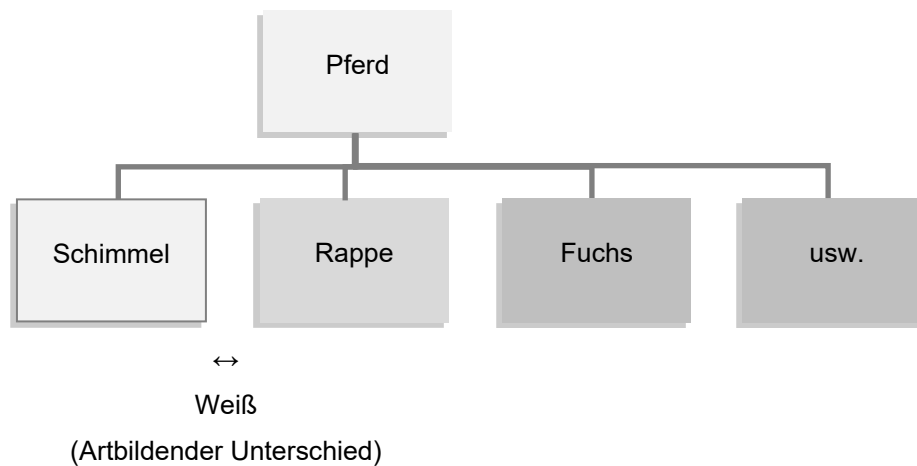 Pferd
Schimmel
Rappe
Fuchs
usw.
↔
Weiß
(Artbildender Unterschied)